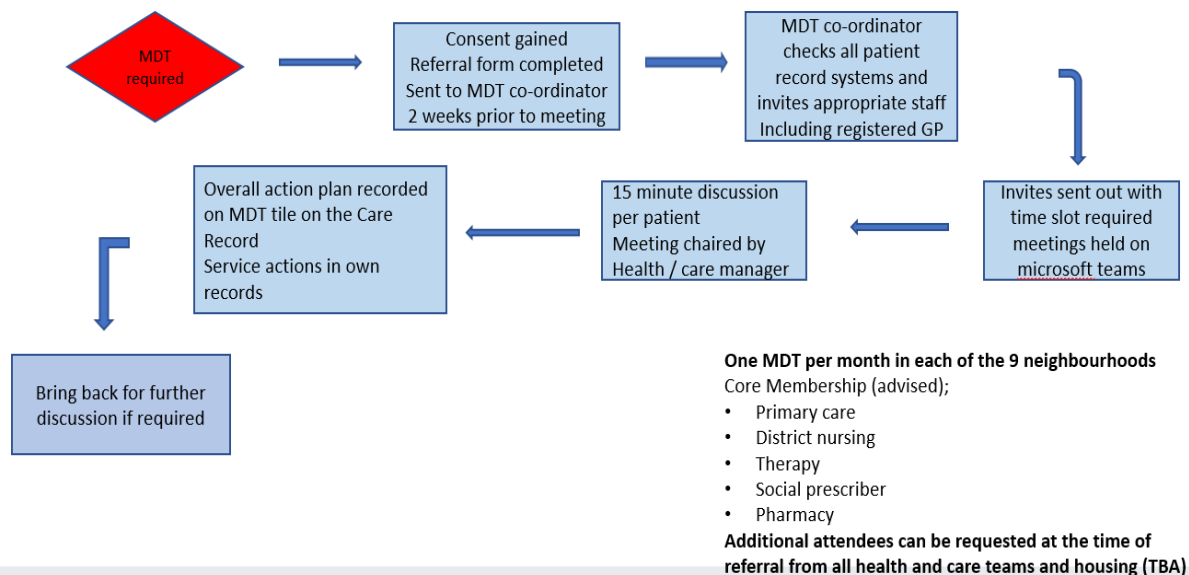 MDT
required
Consent gained
Referral form completed
Sent to MDT co-ordinator
2 weeks prior to meeting
MDT co-ordinator
checks all patient
record systems and
invites appropriate staff
Including registered GP
Invites sent out with
time slot required
meetings held on
microsoft teams
15 minute discussion
per patient
Meeting chaired by
Health / care manager
Overall action plan recorded
on MDT tile on the Care
Record
Service actions in own
records
Bring back for further
discussion if required
One MDT per month in each of the 9 neighbourhoods
Core Membership (advised);
• Primary care
• District nursing
• Therapy
• Social prescriber
• Pharmacy
Additional attendees can be requested at the time of
referral from all health and care teams and housing (TBA)